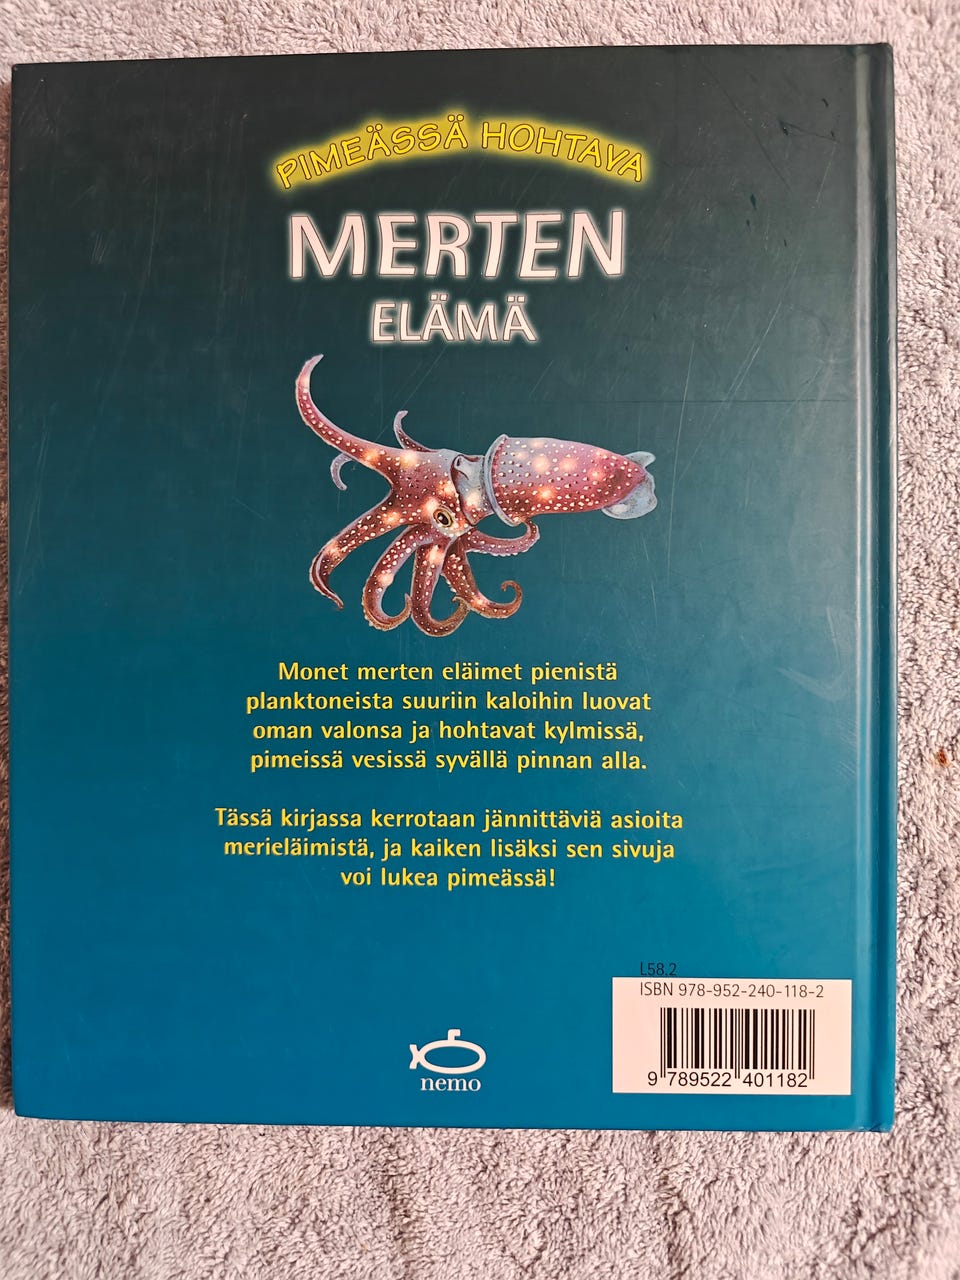 PIMEÄSSÄ HOHTAVA
MERTEN
ELÄMÄ
Monet merten eläimet pienistä
planktoneista suuriin kaloihin luovat
oman valonsa ja hohtavat kylmissä,
pimeissä vesissä syvällä pinnan alla.
Tässä kirjassa kerrotaan jännittäviä asioita
merieläimistä, ja kaiken lisäksi sen sivuja
voi lukea pimeässä!
L58.2
ISBN 978-952-240-118-2
9 789522 401182
nemo